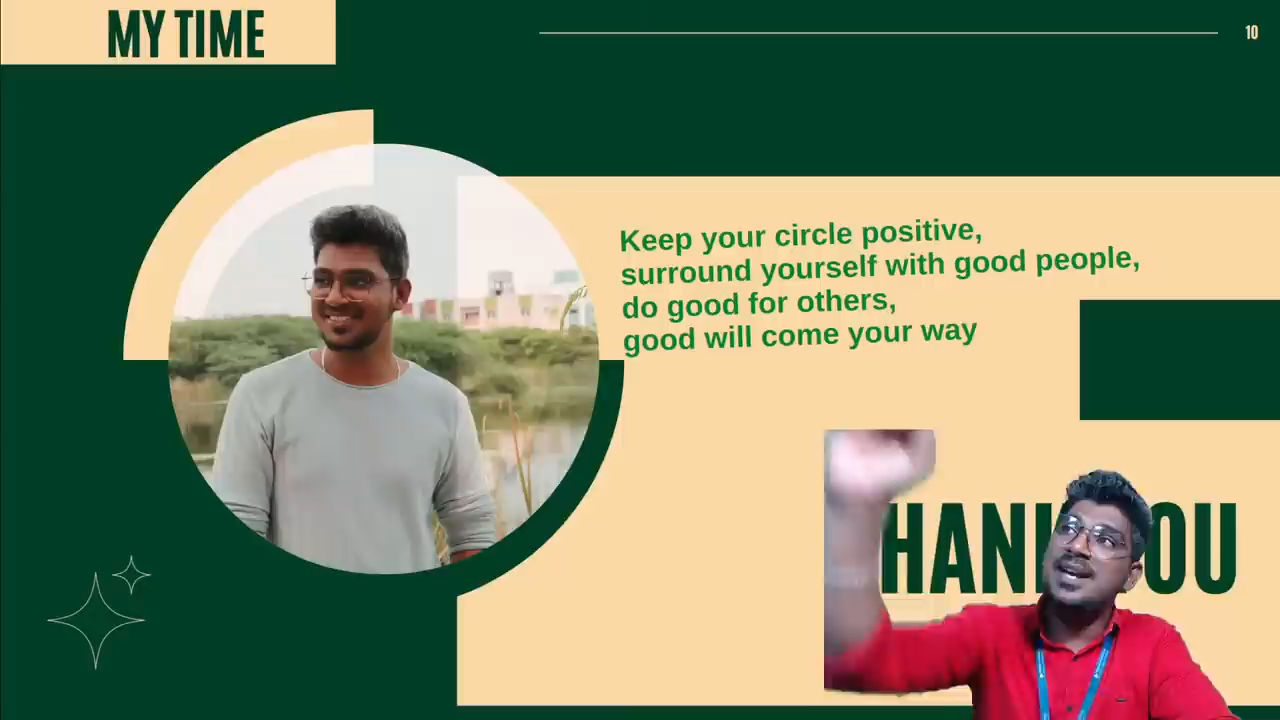 MY TIME
10
Keep your circle positive,
surround yourself with good people,
do good for others,
good will come your way